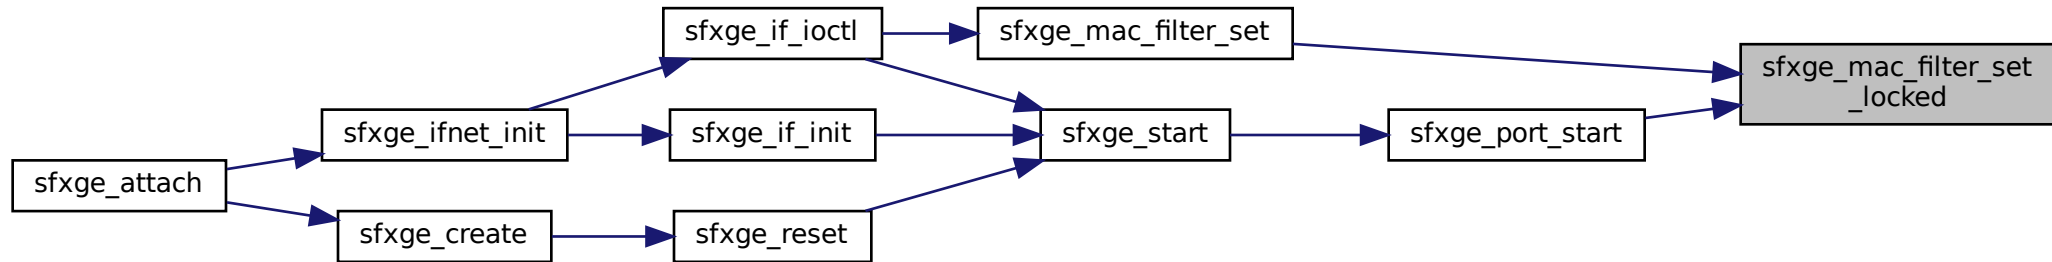 sfxge_if_ioctl
sfxge_mac_filter_set
sfxge_mac_filter_set
_locked
sfxge_ifnet_init
sfxge_if_init
sfxge_start
sfxge_port_start
sfxge_attach
sfxge_create
sfxge_reset